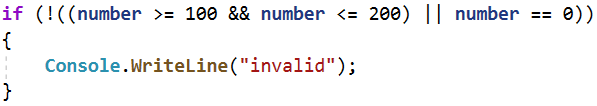 if (!((number >= 100 && number <= 200) || number == 0))
{
    Console.WriteLine("invalid");
}